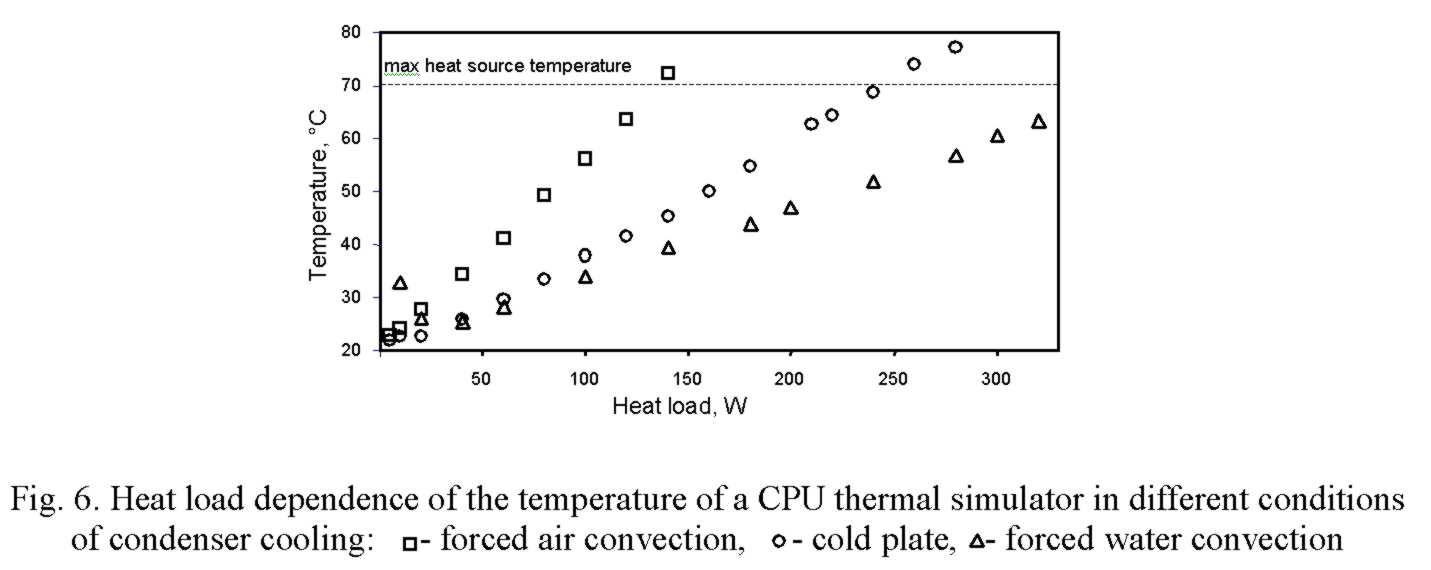 80
max heat source temperature
70
60
50
40
30
20
Temperature, °C
50 100 150 200 250 300
Heat load, W
Fig. 6. Heat load dependence of the temperature of a CPU thermal simulator in different conditions
of condenser cooling: □- forced air convection, ○- cold plate, △- forced water convection